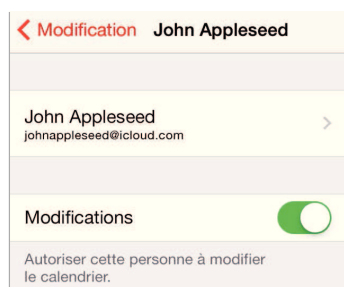 Modification John Appleseed
John Appleseed
johnappleseed@icloud.com
Modifications
Autoriser cette personne à modifier
le calendrier.